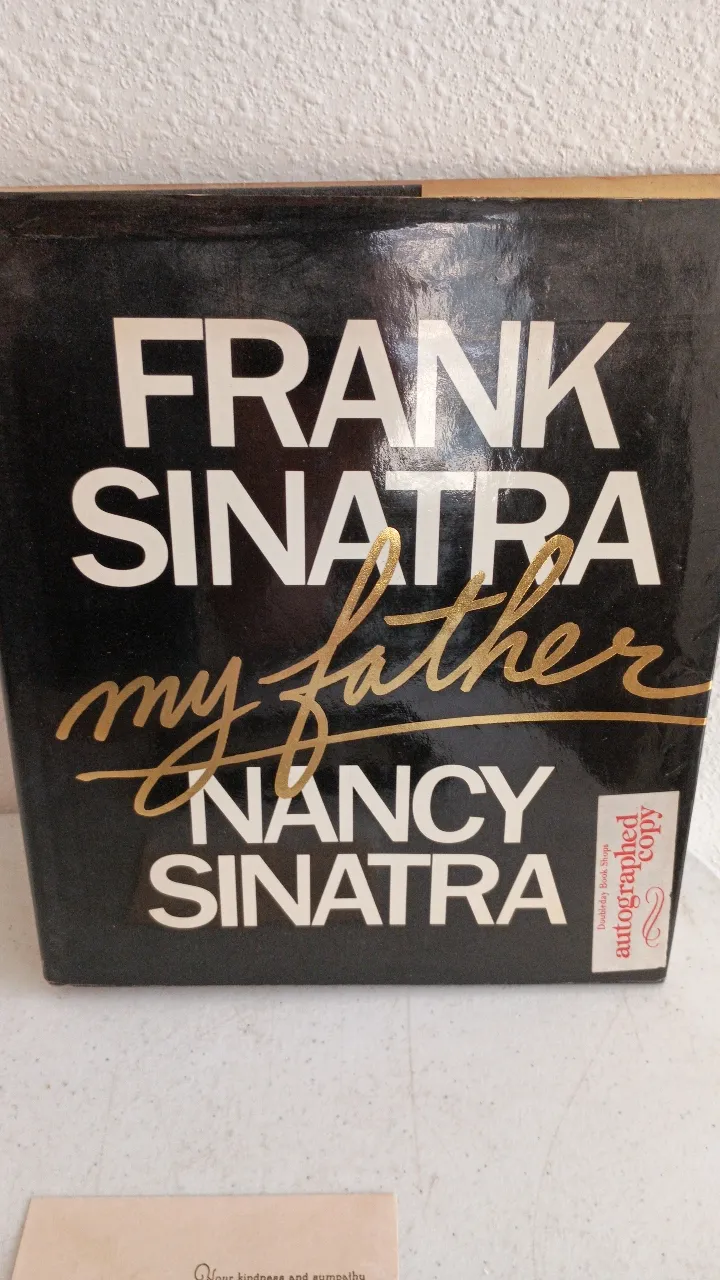 FRANK
SINATRA
my father
NANCY
SINATRA
Doubleday Book Shops
autographed
copy
Your kindness and sympathy